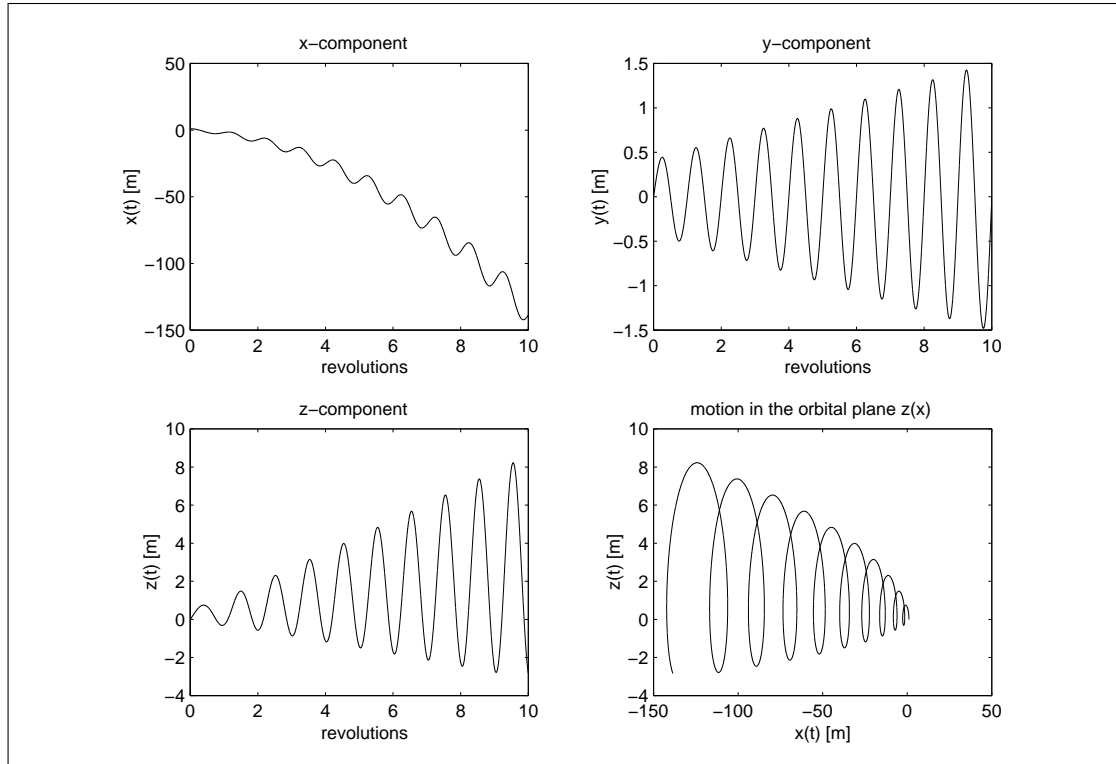 x−component
50
0
−50
−100
−150
x(t) [m]
0 2 4 6 8 10
revolutions
y−component
1.5
1
0.5
0
−0.5
−1
−1.5
y(t) [m]
0 2 4 6 8 10
revolutions
z−component
10
8
6
4
2
0
−2
−4
z(t) [m]
0 2 4 6 8 10
revolutions
motion in the orbital plane z(x)
10
8
6
4
2
0
−2
−4
z(t) [m]
−150 −100 −50 0 50
x(t) [m]